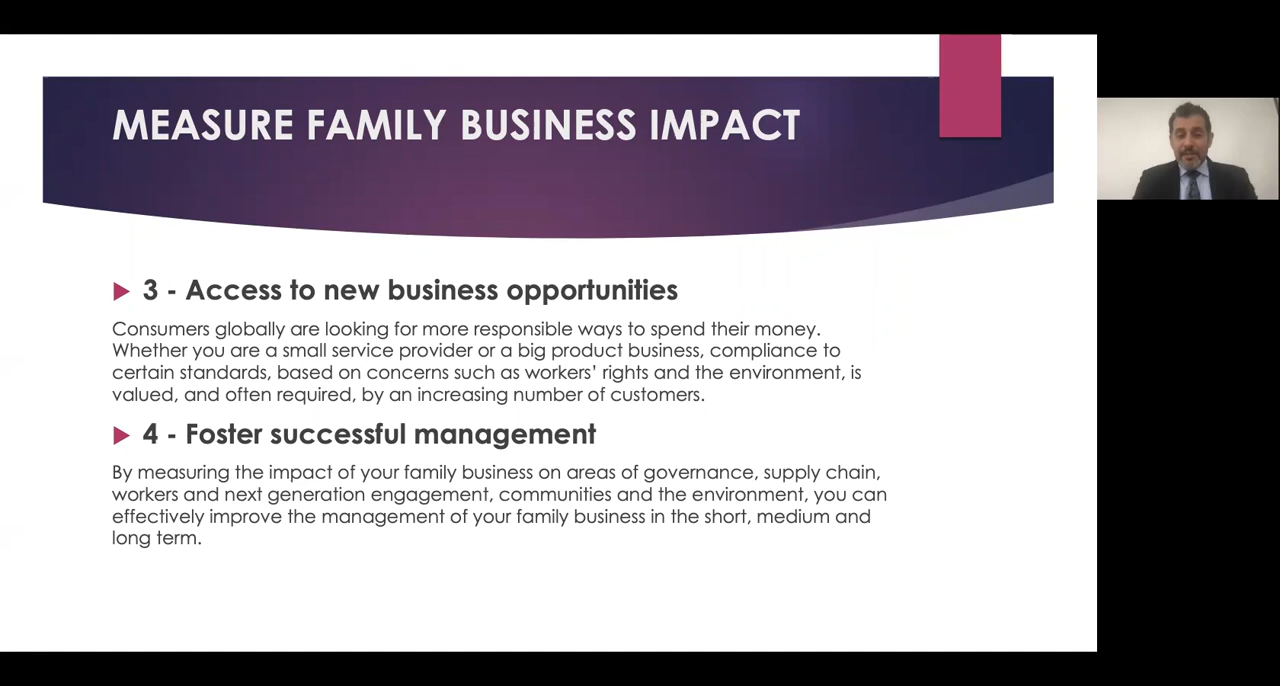 MEASURE FAMILY BUSINESS IMPACT
3 - Access to new business opportunities
Consumers globally are looking for more responsible ways to spend their money.
Whether you are a small service provider or a big product business, compliance to
certain standards, based on concerns such as workers’ rights and the environment, is
valued, and often required, by an increasing number of customers.
4 - Foster successful management
By measuring the impact of your family business on areas of governance, supply chain,
workers and next generation engagement, communities and the environment, you can
effectively improve the management of your family business in the short, medium and
long term.